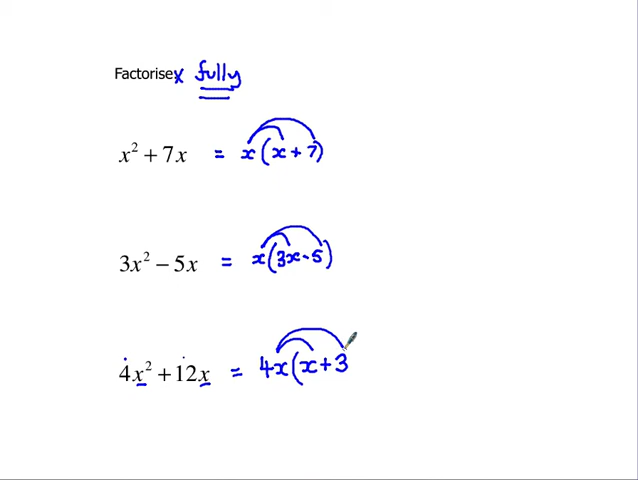 Factorise x fully
x² + 7x = x(x + 7)
3x² − 5x = x(3x - 5)
4x² + 12x = 4x(x + 3